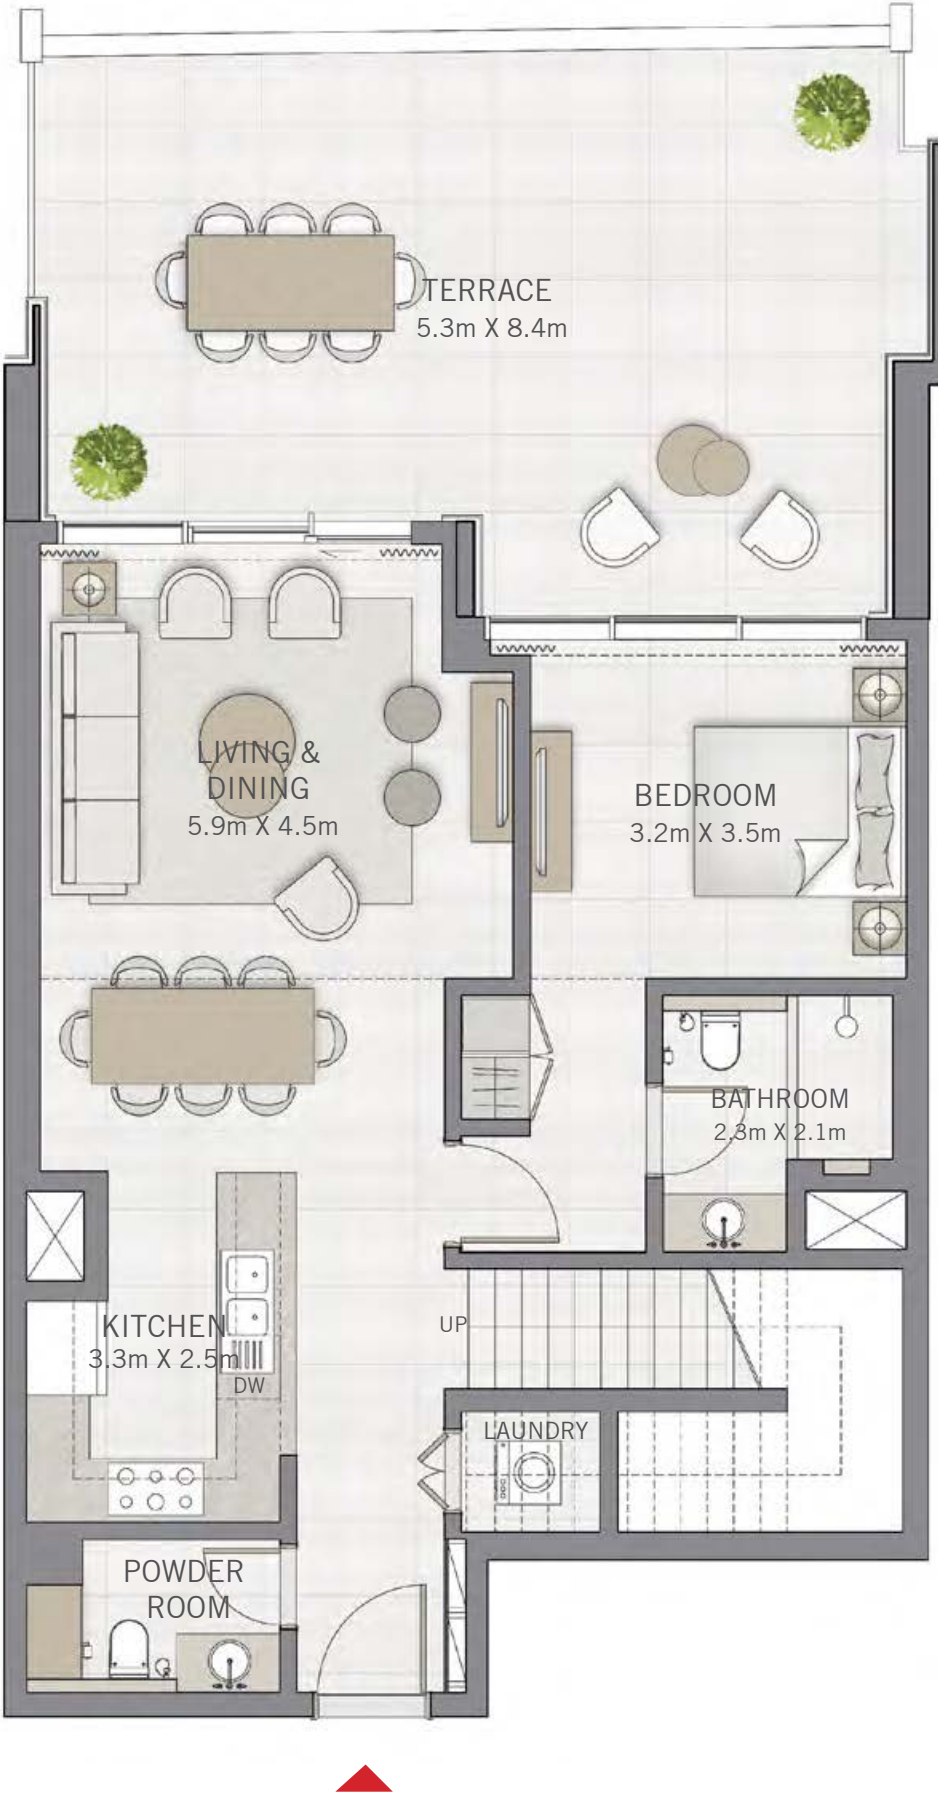 TERRACE
5.3m X 8.4m
LIVING &
DINING
5.9m X 4.5m
BEDROOM
3.2m X 3.5m
BATHROOM
2.3m X 2.1m
KITCHEN
3.3m X 2.5m
DW
UP
LAUNDRY
POWDER
ROOM